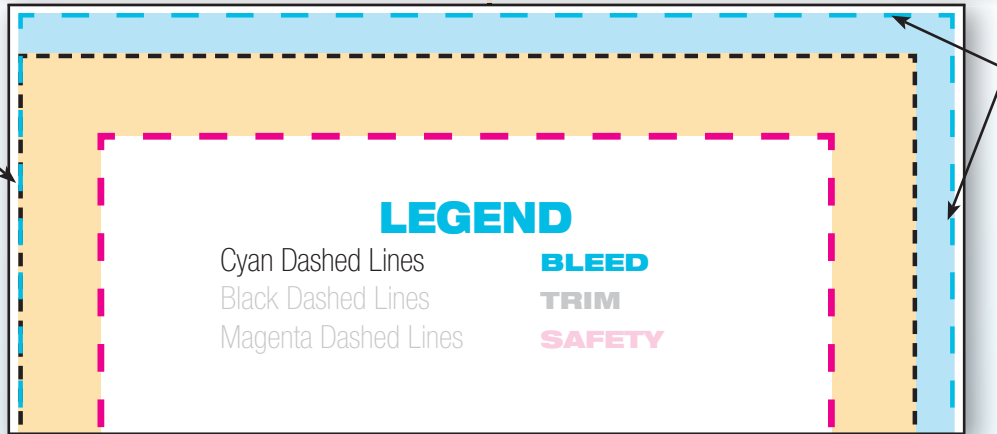 LEGEND
Cyan Dashed Lines BLEED
Black Dashed Lines TRIM
Magenta Dashed Lines SAFETY